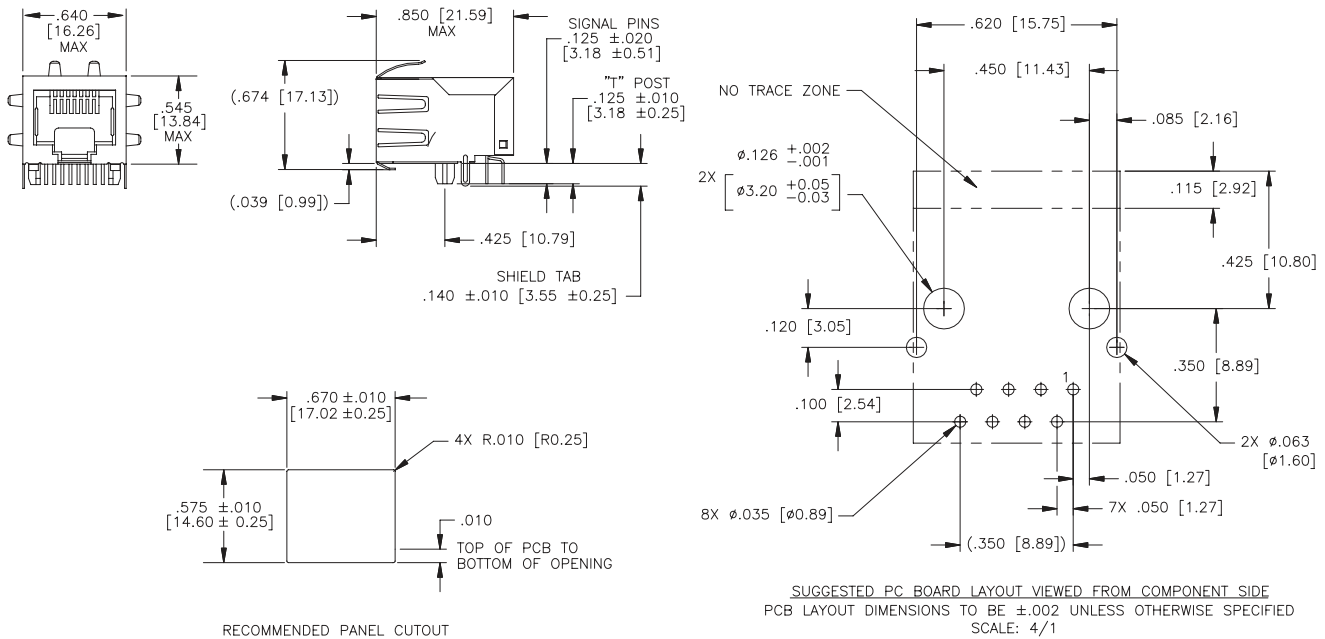 .640
[16.26]
MAX
.545
[13.84]
MAX
.850 [21.59]
MAX
(.674 [17.13])
(.039 [0.99])
SIGNAL PINS
.125 ±.020
[3.18 ±0.51]
"T" POST
.125 ±.010
[3.18 ±0.25]
.425 [10.79]
SHIELD TAB
.140 ±.010 [3.55 ±0.25]
.670 ±.010
[17.02 ±0.25]
4X R.010 [R0.25]
.575 ±.010
[14.60 ± 0.25]
.010
TOP OF PCB TO
BOTTOM OF OPENING
RECOMMENDED PANEL CUTOUT
.620 [15.75]
.450 [11.43]
NO TRACE ZONE
.085 [2.16]
ø.126 +.002 -.001
2X [ø3.20 +0.05 -0.03]
.115 [2.92]
.425 [10.80]
.120 [3.05]
.350 [8.89]
1
.100 [2.54]
2X ø.063
[ø1.60]
.050 [1.27]
8X ø.035 [ø0.89]
7X .050 [1.27]
(.350 [8.89])
SUGGESTED PC BOARD LAYOUT VIEWED FROM COMPONENT SIDE
PCB LAYOUT DIMENSIONS TO BE ±.002 UNLESS OTHERWISE SPECIFIED
SCALE: 4/1